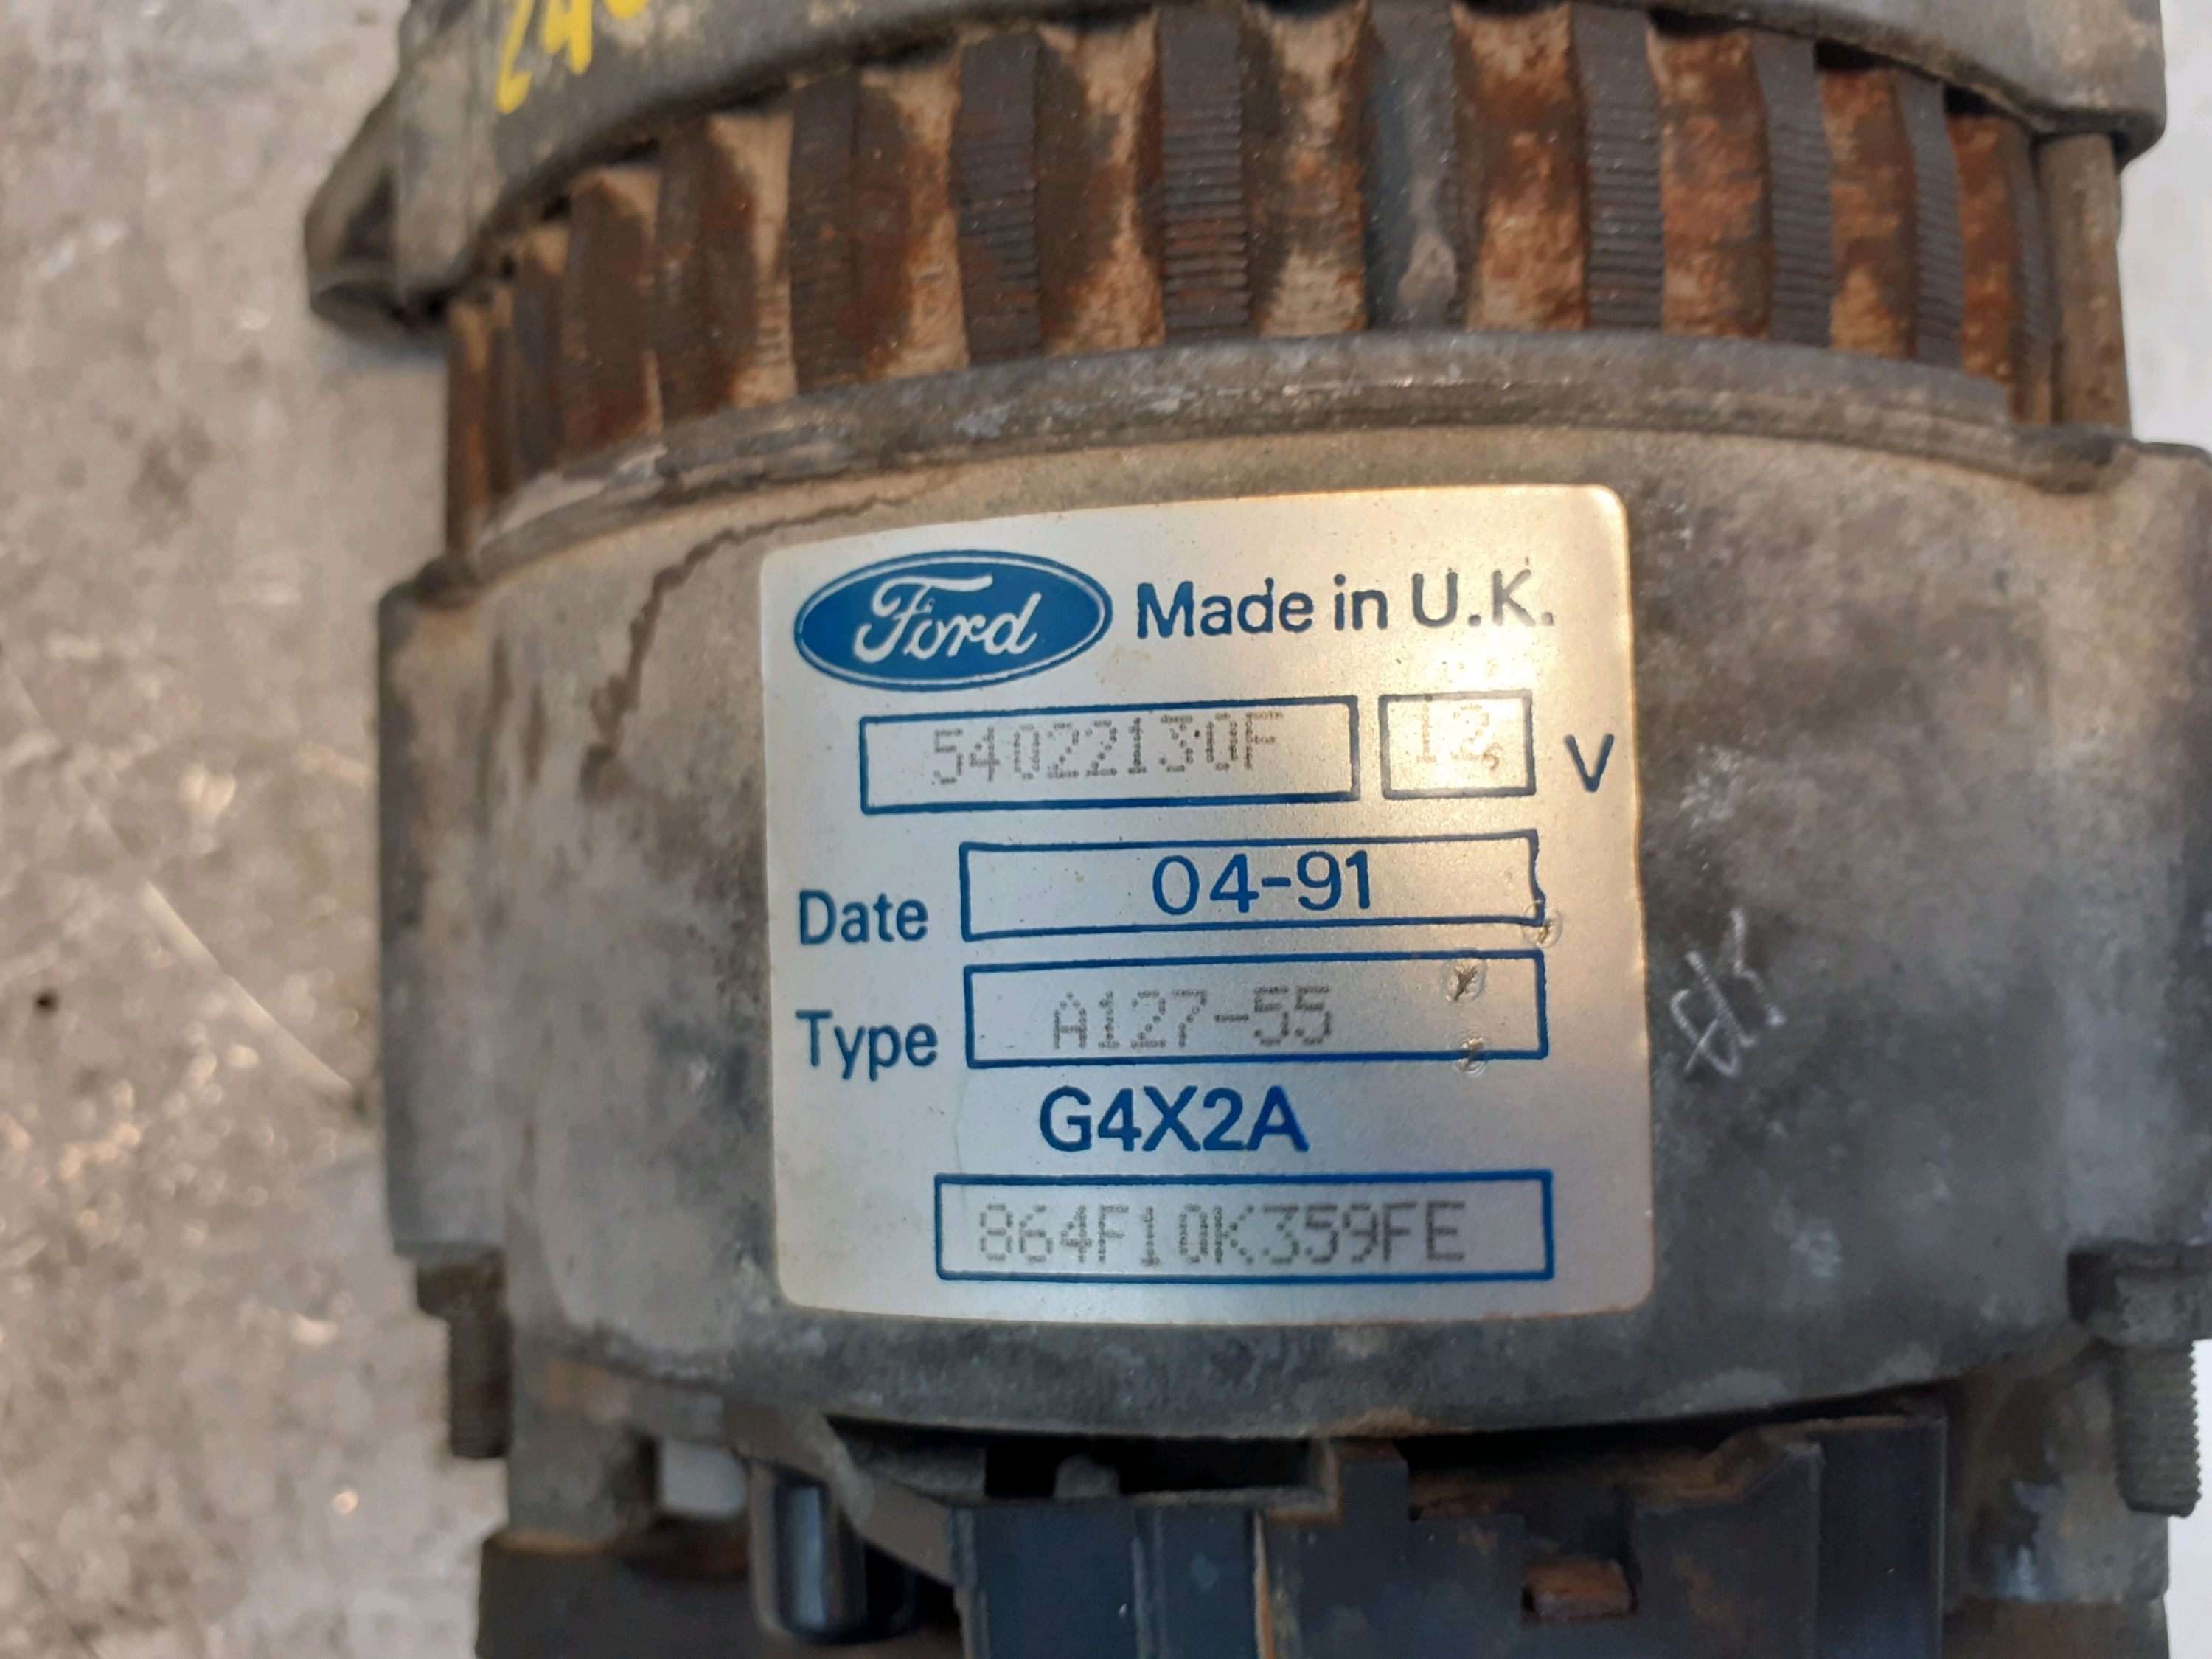 Ford Made in U.K.
54022130F 12 V
Date 04-91
Type A127-55
G4X2A
864F10K359FE